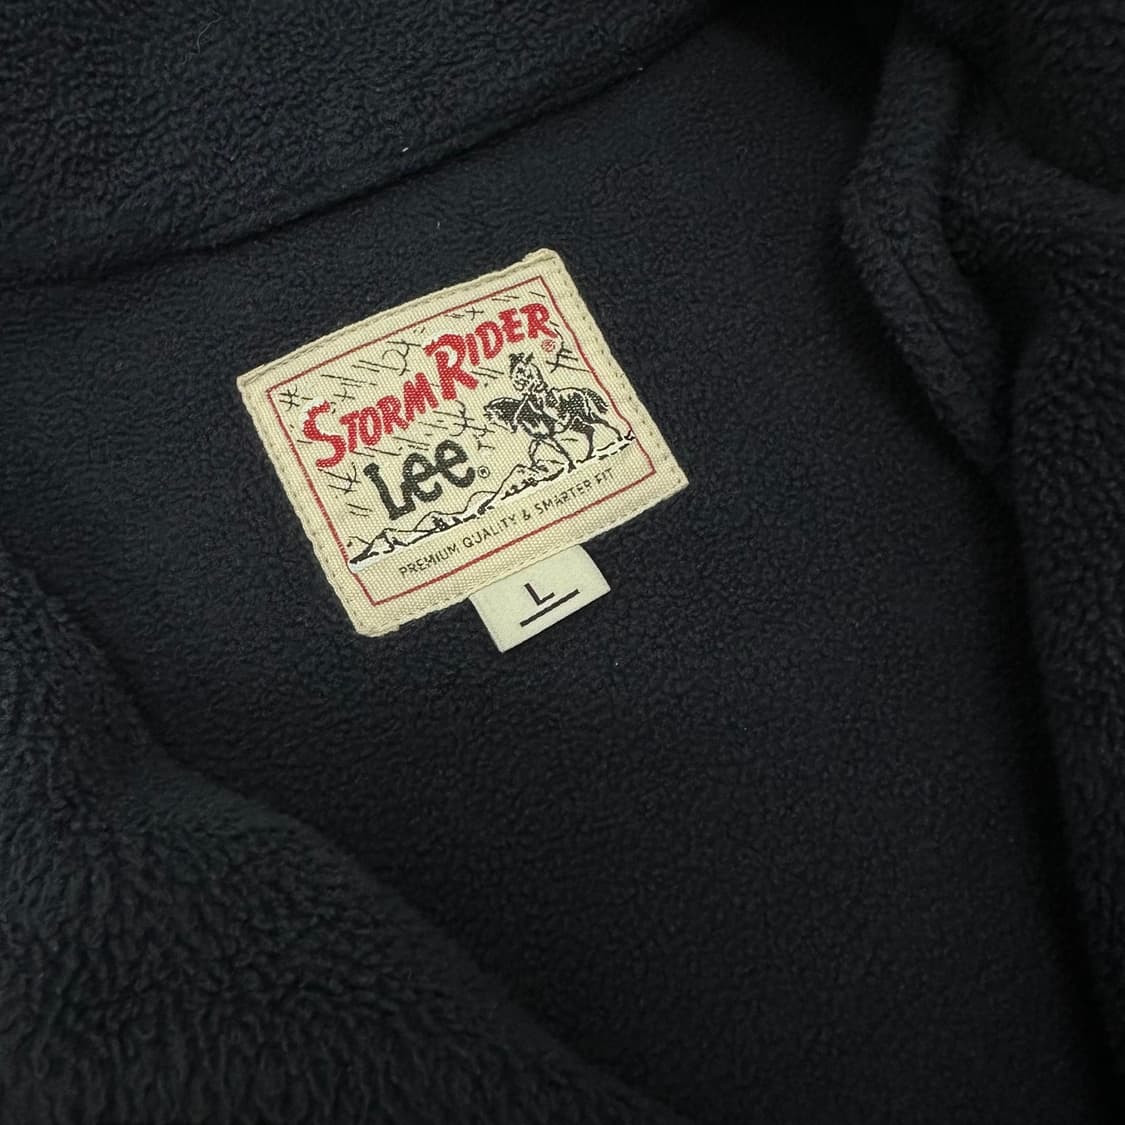 STORM RIDER®
Lee®
PREMIUM QUALITY & SMARTER FIT
L